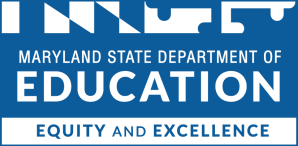 MARYLAND STATE DEPARTMENT OF
EDUCATION
EQUITY AND EXCELLENCE